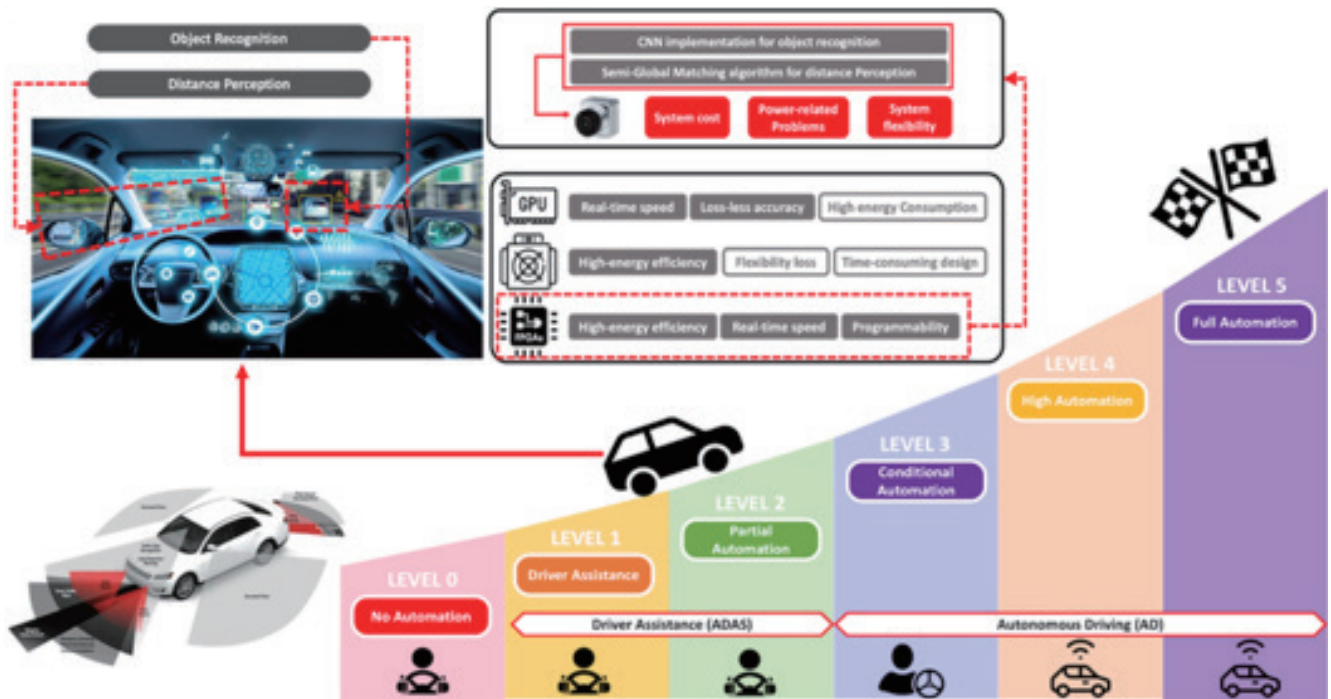 Object Recognition
Distance Perception
CNN implementation for object recognition
Semi-Global Matching algorithm for distance Perception
System cost
Power-related
Problems
System
flexibility
GPU
Real-time speed
Loss-less accuracy
High-energy Consumption
High-energy efficiency
Flexibility loss
Time-consuming design
FPGAs
High-energy efficiency
Real-time speed
Programmability
LEVEL 0
No Automation
LEVEL 1
Driver Assistance
LEVEL 2
Partial
Automation
LEVEL 3
Conditional
Automation
LEVEL 4
High Automation
LEVEL 5
Full Automation
Driver Assistance (ADAS)
Autonomous Driving (AD)